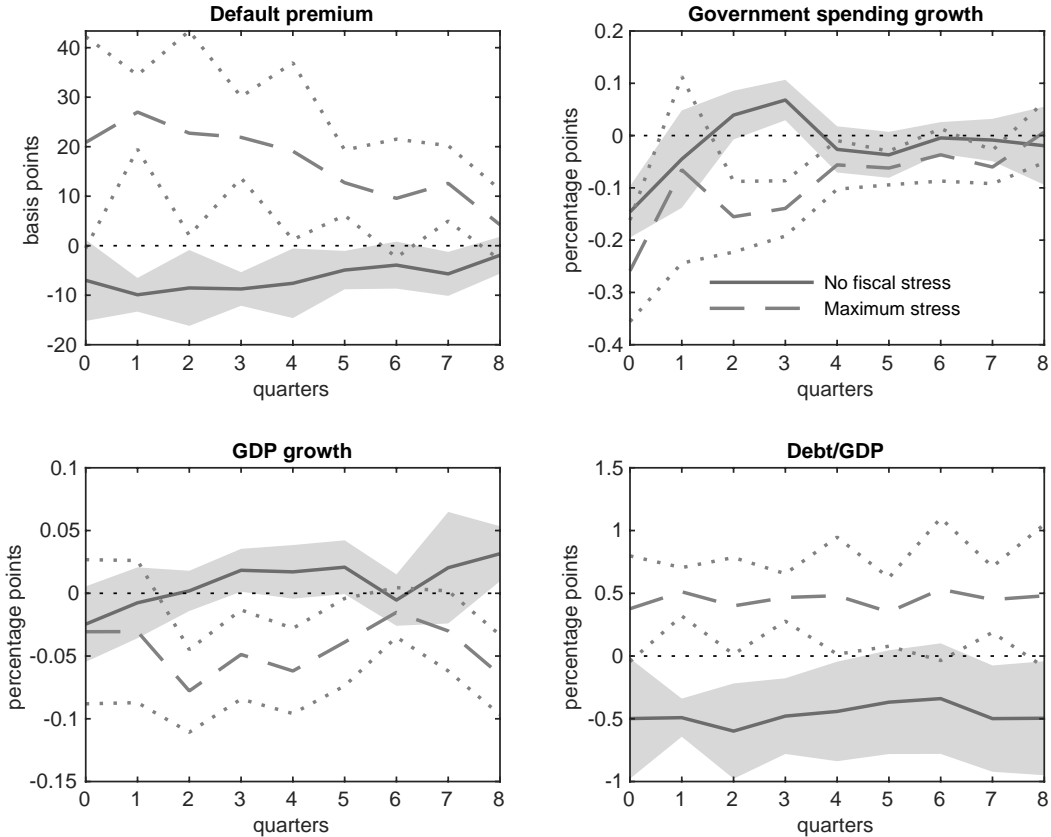 Default premium
basis points
40
30
20
10
0
-10
-20
0 1 2 3 4 5 6 7 8
quarters
Government spending growth
percentage points
0.2
0.1
0
-0.1
-0.2
-0.3
-0.4
No fiscal stress
Maximum stress
0 1 2 3 4 5 6 7 8
quarters
GDP growth
percentage points
0.1
0.05
0
-0.05
-0.1
-0.15
0 1 2 3 4 5 6 7 8
quarters
Debt/GDP
percentage points
1.5
1
0.5
0
-0.5
-1
0 1 2 3 4 5 6 7 8
quarters